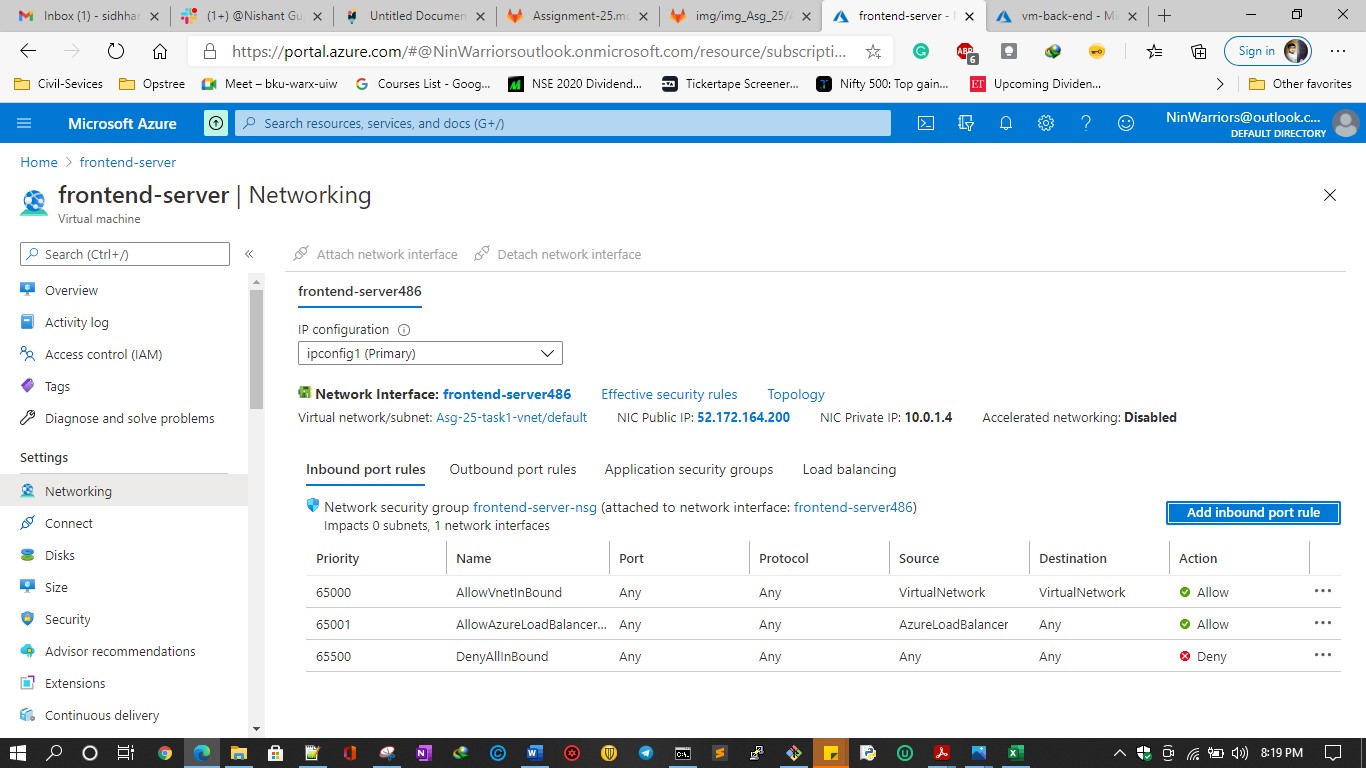 Inbox (1) - sidhhar
(1+) @Nishant Gu
Untitled Documen
Assignment-25.mc
img/img_Asg_25/A
frontend-server -
vm-back-end - Mi
https://portal.azure.com/#@NinWarriorsoutlook.onmicrosoft.com/resource/subscripti...
ABP
6
Sign in
Civil-Sevices
Opstree
Meet – bku-warx-uiw
Courses List - Goog...
NSE 2020 Dividend...
Tickertape Screener...
Nifty 500: Top gain...
ET
Upcoming Dividen...
Other favorites
Microsoft Azure
Search resources, services, and docs (G+/)
NinWarriors@outlook.c...
DEFAULT DIRECTORY
Home > frontend-server
frontend-server | Networking
Virtual machine
Search (Ctrl+/)
«
Attach network interface
Detach network interface
Overview
Activity log
Access control (IAM)
Tags
Diagnose and solve problems
Settings
Networking
Connect
Disks
Size
Security
Advisor recommendations
Extensions
Continuous delivery
frontend-server486
IP configuration
ipconfig1 (Primary)
Network Interface: frontend-server486
Effective security rules
Topology
Virtual network/subnet: Asg-25-task1-vnet/default
NIC Public IP: 52.172.164.200
NIC Private IP: 10.0.1.4
Accelerated networking: Disabled
Inbound port rules
Outbound port rules
Application security groups
Load balancing
Network security group frontend-server-nsg (attached to network interface: frontend-server486)
Impacts 0 subnets, 1 network interfaces
Add inbound port rule
Priority Name Port Protocol Source Destination Action
65000 AllowVnetInBound Any Any VirtualNetwork VirtualNetwork Allow ...
65001 AllowAzureLoadBalancer... Any Any AzureLoadBalancer Any Allow ...
65500 DenyAllInBound Any Any Any Any Deny ...
8:19 PM